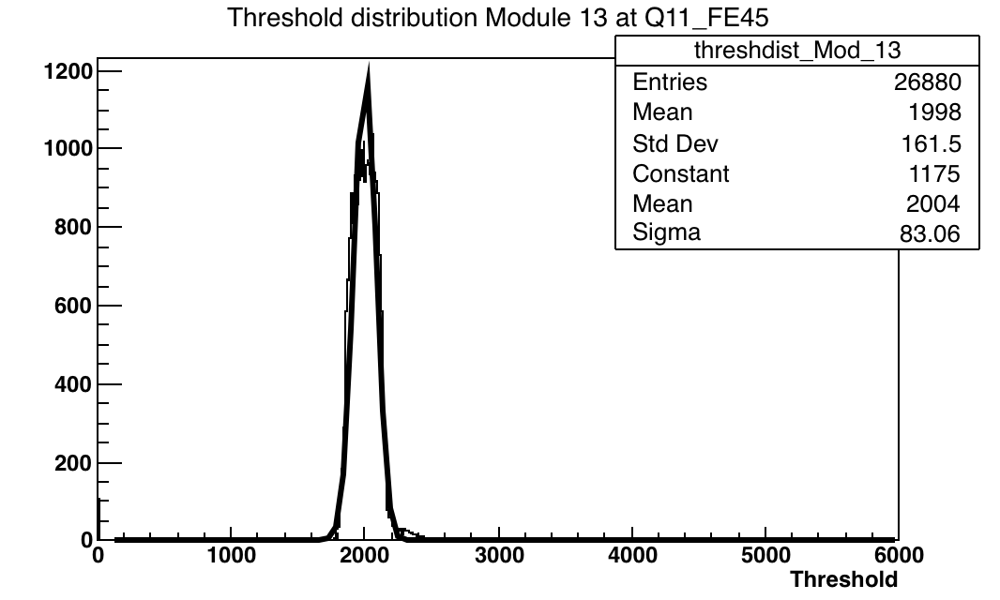 Threshold distribution Module 13 at Q11_FE45
threshdist_Mod_13
Entries 26880
Mean 1998
Std Dev 161.5
Constant 1175
Mean 2004
Sigma 83.06
1200
1000
800
600
400
200
0
0 1000 2000 3000 4000 5000 6000
Threshold